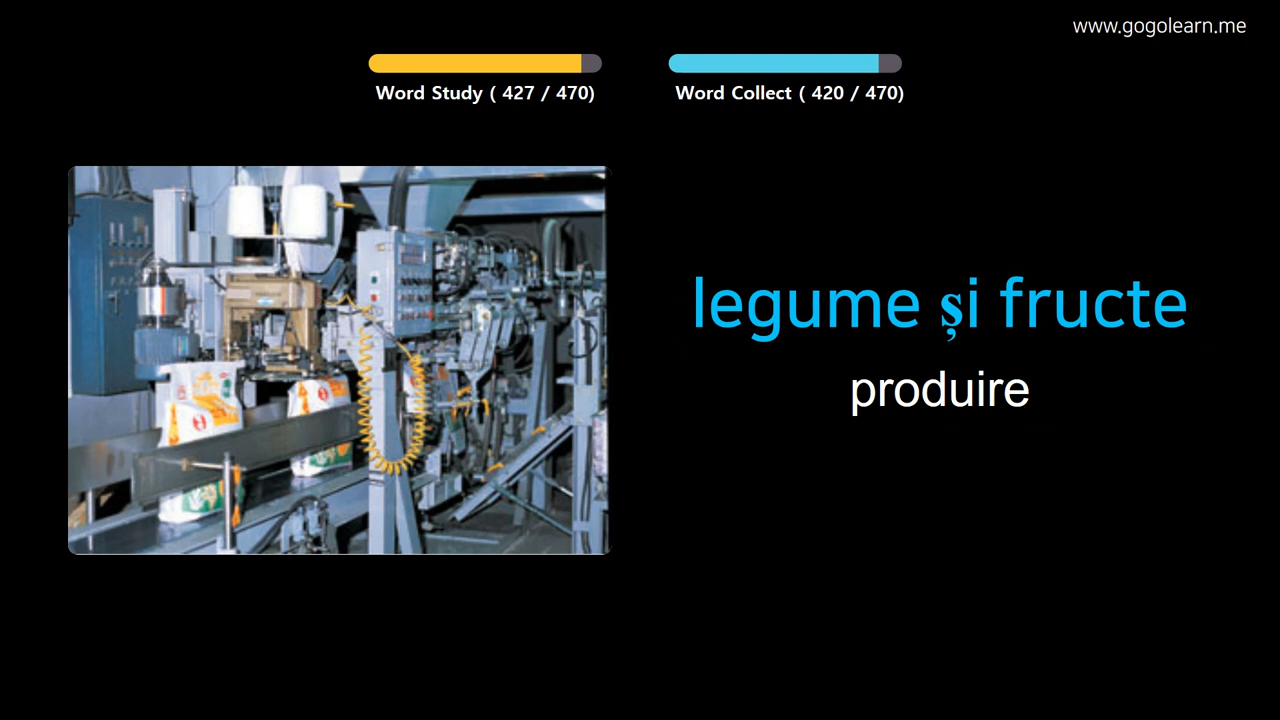 www.gogolearn.me
Word Study ( 427 / 470)
Word Collect ( 420 / 470)
legume și fructe
produire